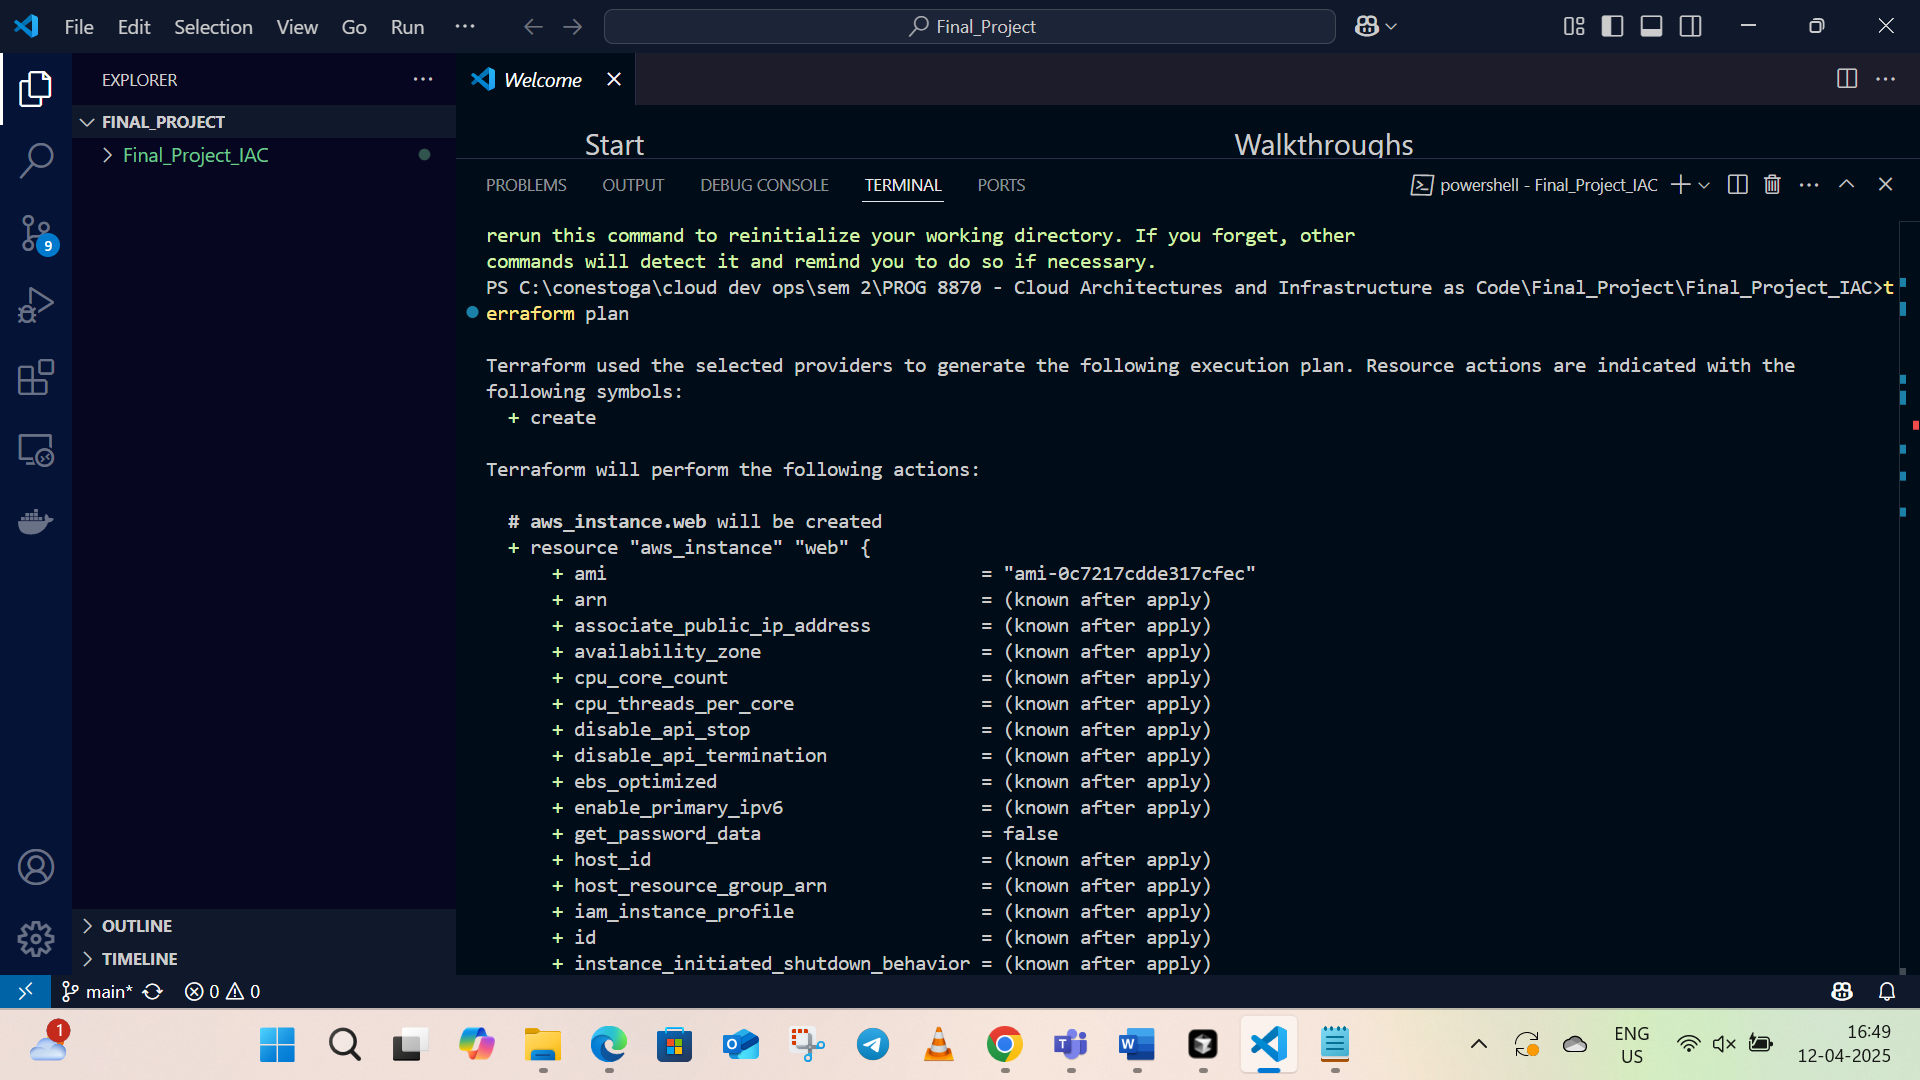 File Edit Selection View Go Run ··· Final_Project
EXPLORER ···
FINAL_PROJECT
Final_Project_IAC
9
OUTLINE
TIMELINE
Welcome
Start Walkthroughs
PROBLEMS OUTPUT DEBUG CONSOLE TERMINAL PORTS powershell - Final_Project_IAC
rerun this command to reinitialize your working directory. If you forget, other
commands will detect it and remind you to do so if necessary.
PS C:\conestoga\cloud dev ops\sem 2\PROG 8870 - Cloud Architectures and Infrastructure as Code\Final_Project\Final_Project_IAC>t
erraform plan
Terraform used the selected providers to generate the following execution plan. Resource actions are indicated with the
following symbols:
+ create
Terraform will perform the following actions:
# aws_instance.web will be created
+ resource "aws_instance" "web" {
+ ami = "ami-0c7217cdde317cfec"
+ arn = (known after apply)
+ associate_public_ip_address = (known after apply)
+ availability_zone = (known after apply)
+ cpu_core_count = (known after apply)
+ cpu_threads_per_core = (known after apply)
+ disable_api_stop = (known after apply)
+ disable_api_termination = (known after apply)
+ ebs_optimized = (known after apply)
+ enable_primary_ipv6 = (known after apply)
+ get_password_data = false
+ host_id = (known after apply)
+ host_resource_group_arn = (known after apply)
+ iam_instance_profile = (known after apply)
+ id = (known after apply)
+ instance_initiated_shutdown_behavior = (known after apply)
main* 0 0
1
ENG
US
16:49
12-04-2025